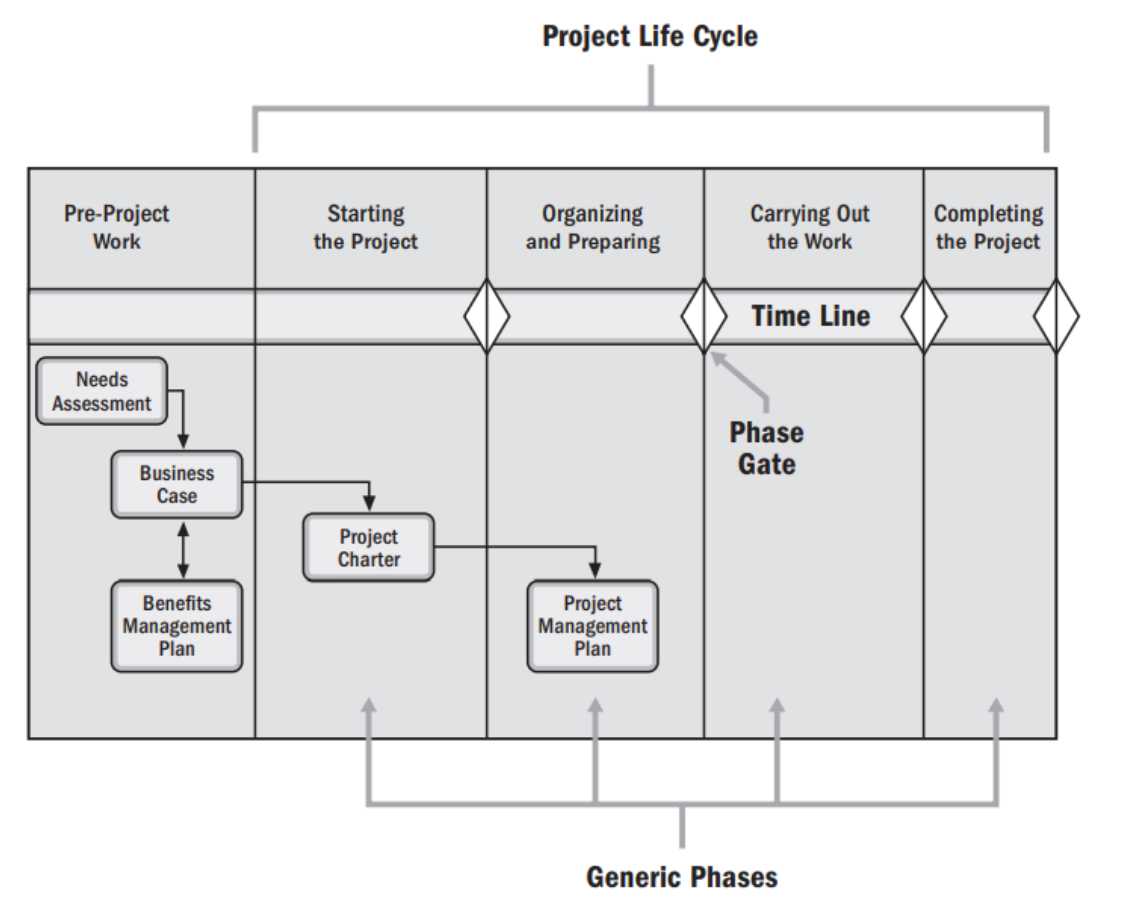 Project Life Cycle
Pre-Project
Work
Starting
the Project
Organizing
and Preparing
Carrying Out
the Work
Completing
the Project
Time Line
Needs
Assessment
Business
Case
Benefits
Management
Plan
Project
Charter
Project
Management
Plan
Phase
Gate
Generic Phases